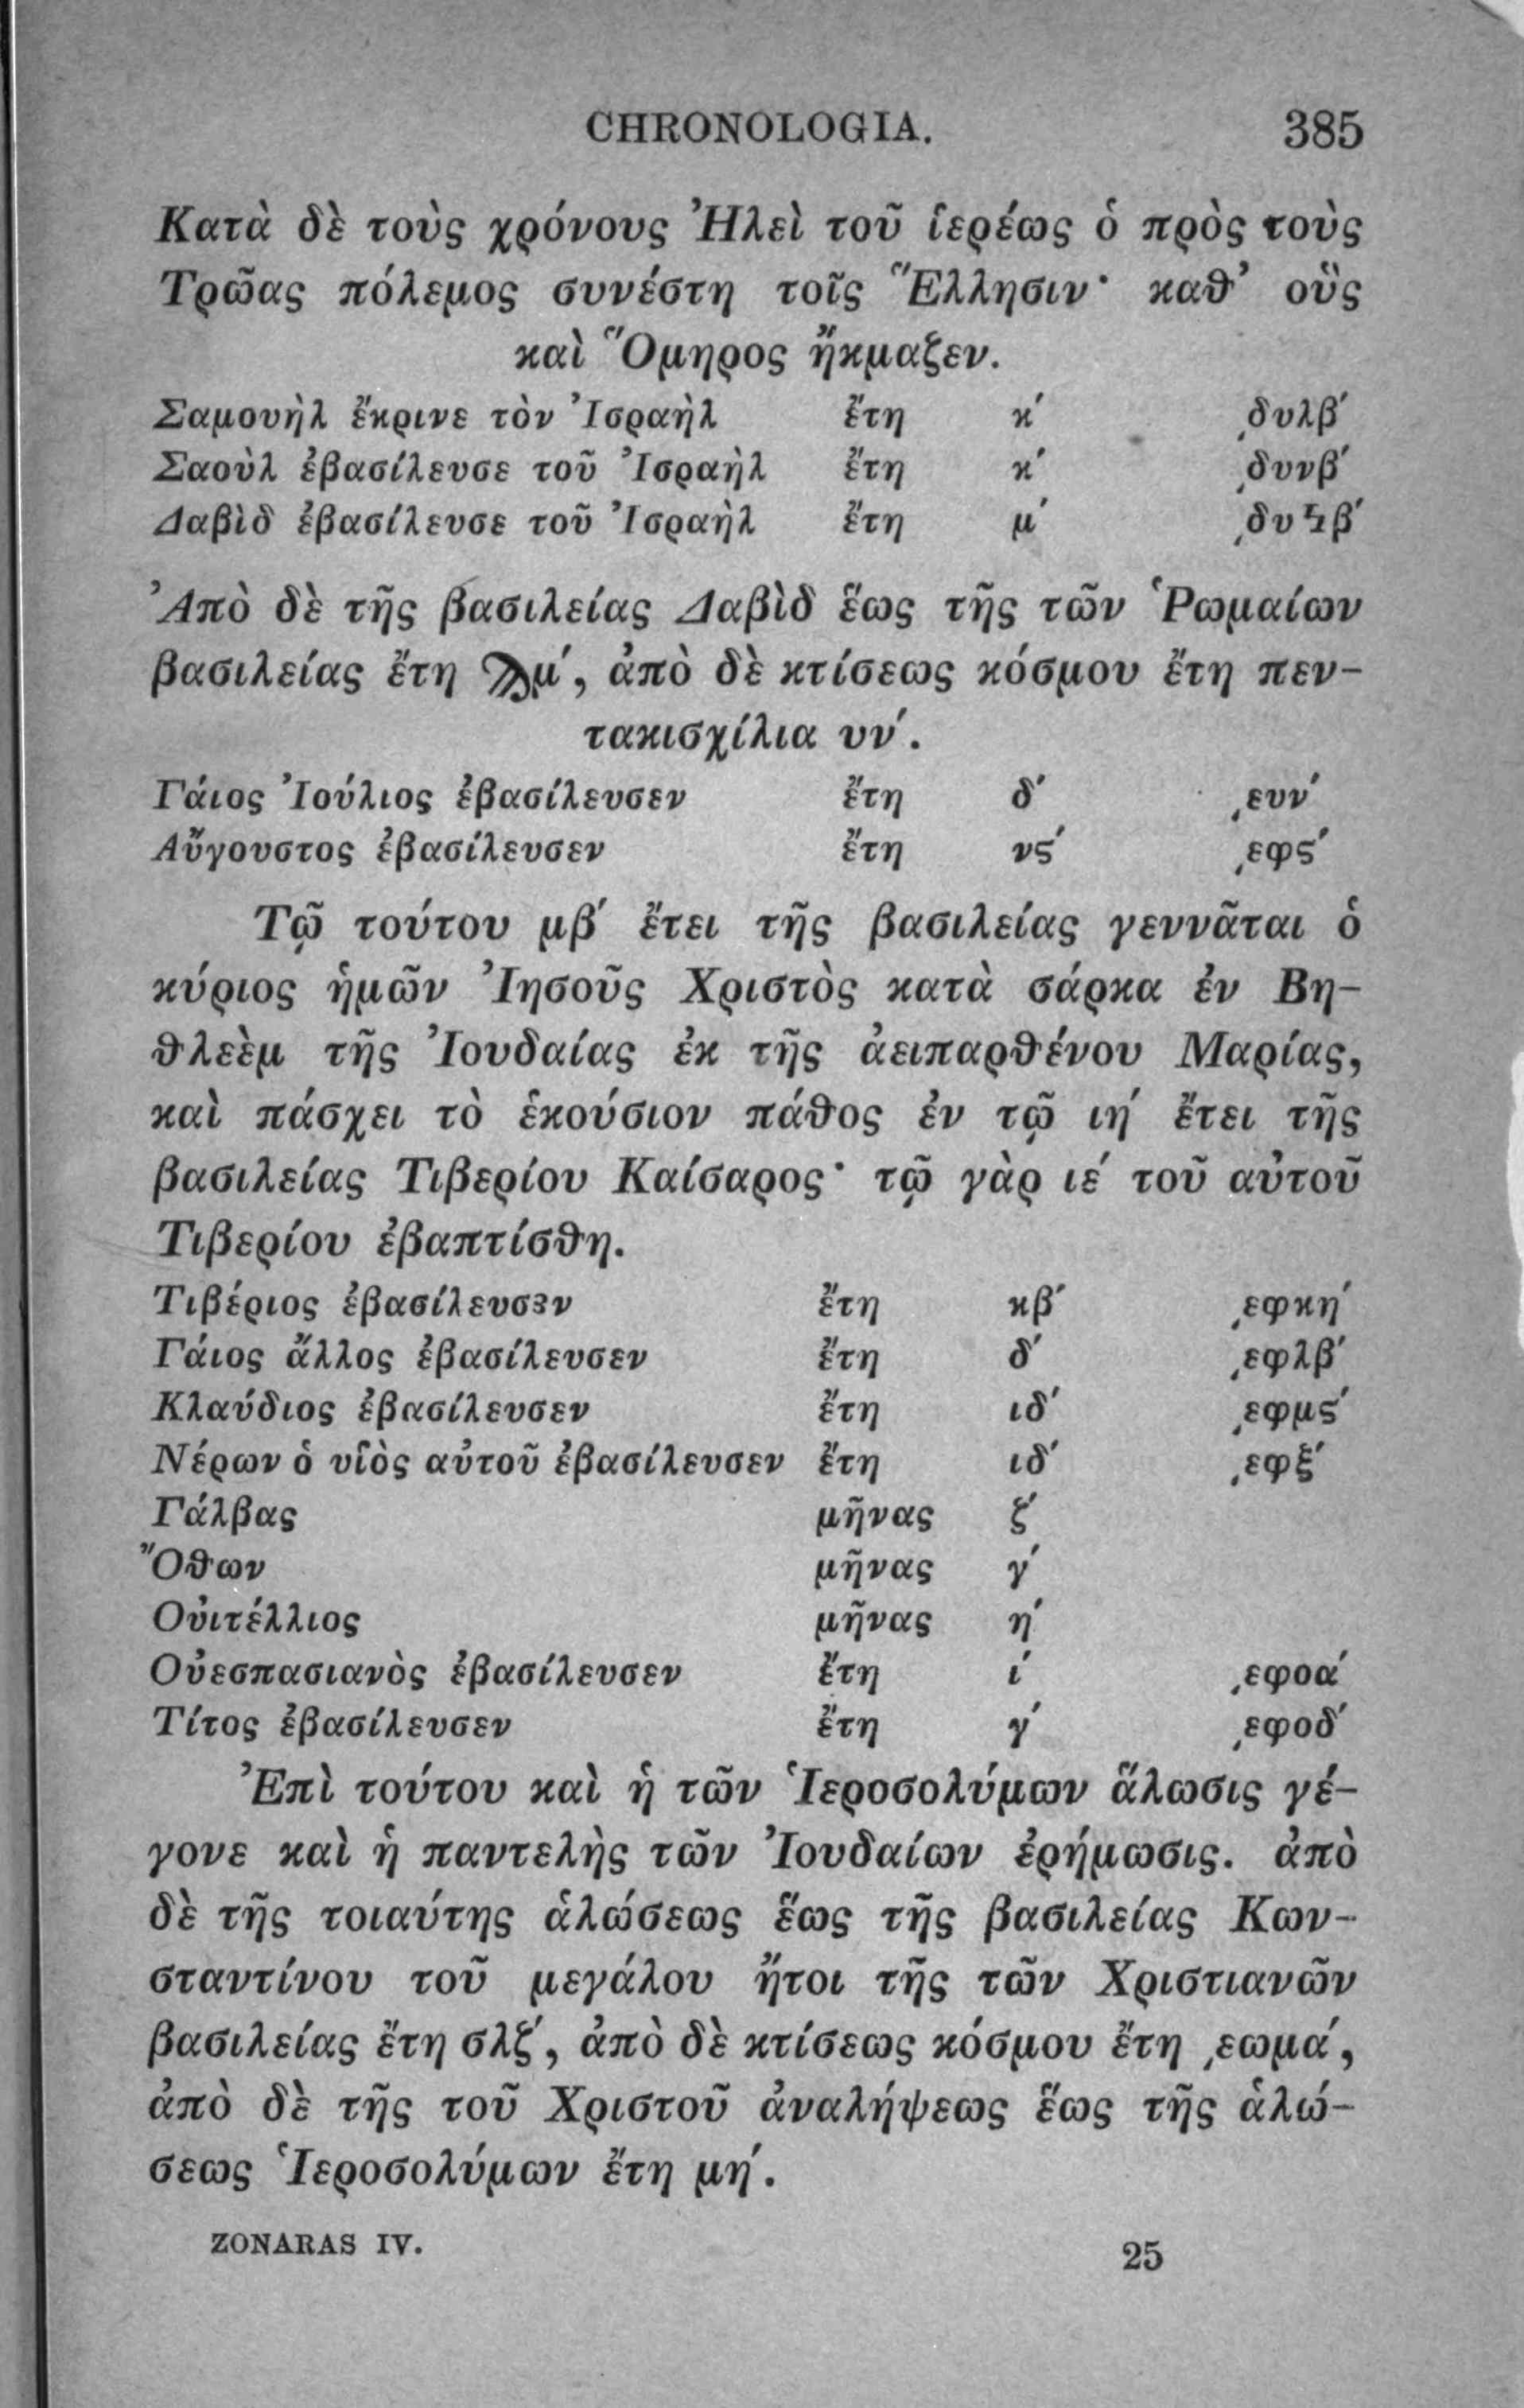 CHRONOLOGIA. 385
Κατὰ δὲ τοὺς χρόνους Ἠλεὶ τοῦ ἱερέως ὁ πρὸς τοὺς
Τρῶας πόλεμος συνέστη τοῖς Ἕλλησιν· καθ' οὓς
καὶ Ὅμηρος ἤκμαζεν.
Σαμουὴλ ἔκρινε τὸν Ἰσραὴλ ἔτη κ′ ͵δυλβ′
Σαοὺλ ἐβασίλευσε τοῦ Ἰσραὴλ ἔτη κ′ ͵δυνβ′
Δαβὶδ ἐβασίλευσε τοῦ Ἰσραὴλ ἔτη μ′ ͵δυϟβ′
Ἀπὸ δὲ τῆς βασιλείας Δαβὶδ ἕως τῆς τῶν Ῥωμαίων
βασιλείας ἔτη ϡμ′, ἀπὸ δὲ κτίσεως κόσμου ἔτη πεν-
τακισχίλια υν′.
Γάιος Ἰούλιος ἐβασίλευσεν ἔτη δ′ ͵ευν′
Αὔγουστος ἐβασίλευσεν ἔτη νϛ′ ͵εφϛ′
Τῷ τούτου μβ′ ἔτει τῆς βασιλείας γεννᾶται ὁ
κύριος ἡμῶν Ἰησοῦς Χριστὸς κατὰ σάρκα ἐν Βη-
θλεὲμ τῆς Ἰουδαίας ἐκ τῆς ἀειπαρθένου Μαρίας,
καὶ πάσχει τὸ ἑκούσιον πάθος ἐν τῷ ιη′ ἔτει τῆς
βασιλείας Τιβερίου Καίσαρος· τῷ γὰρ ιε′ τοῦ αὐτοῦ
Τιβερίου ἐβαπτίσθη.
Τιβέριος ἐβασίλευσεν ἔτη κβ′ ͵εφκη′
Γάιος ἄλλος ἐβασίλευσεν ἔτη δ′ ͵εφλβ′
Κλαύδιος ἐβασίλευσεν ἔτη ιδ′ ͵εφμϛ′
Νέρων ὁ υἱὸς αὐτοῦ ἐβασίλευσεν ἔτη ιδ′ ͵εφξ′
Γάλβας μῆνας ζ′
Ὄθων μῆνας γ′
Οὐιτέλλιος μῆνας η′
Οὐεσπασιανὸς ἐβασίλευσεν ἔτη ι′ ͵εφοα′
Τίτος ἐβασίλευσεν ἔτη γ′ ͵εφοδ′
Ἐπὶ τούτου καὶ ἡ τῶν Ἱεροσολύμων ἅλωσις γέ-
γονε καὶ ἡ παντελὴς τῶν Ἰουδαίων ἐρήμωσις. ἀπὸ
δὲ τῆς τοιαύτης ἁλώσεως ἕως τῆς βασιλείας Κων-
σταντίνου τοῦ μεγάλου ἤτοι τῆς τῶν Χριστιανῶν
βασιλείας ἔτη σλζ′, ἀπὸ δὲ κτίσεως κόσμου ἔτη ͵εωμα′,
ἀπὸ δὲ τῆς τοῦ Χριστοῦ ἀναλήψεως ἕως τῆς ἁλώ-
σεως Ἱεροσολύμων ἔτη μη′.
ZONARAS IV. 25